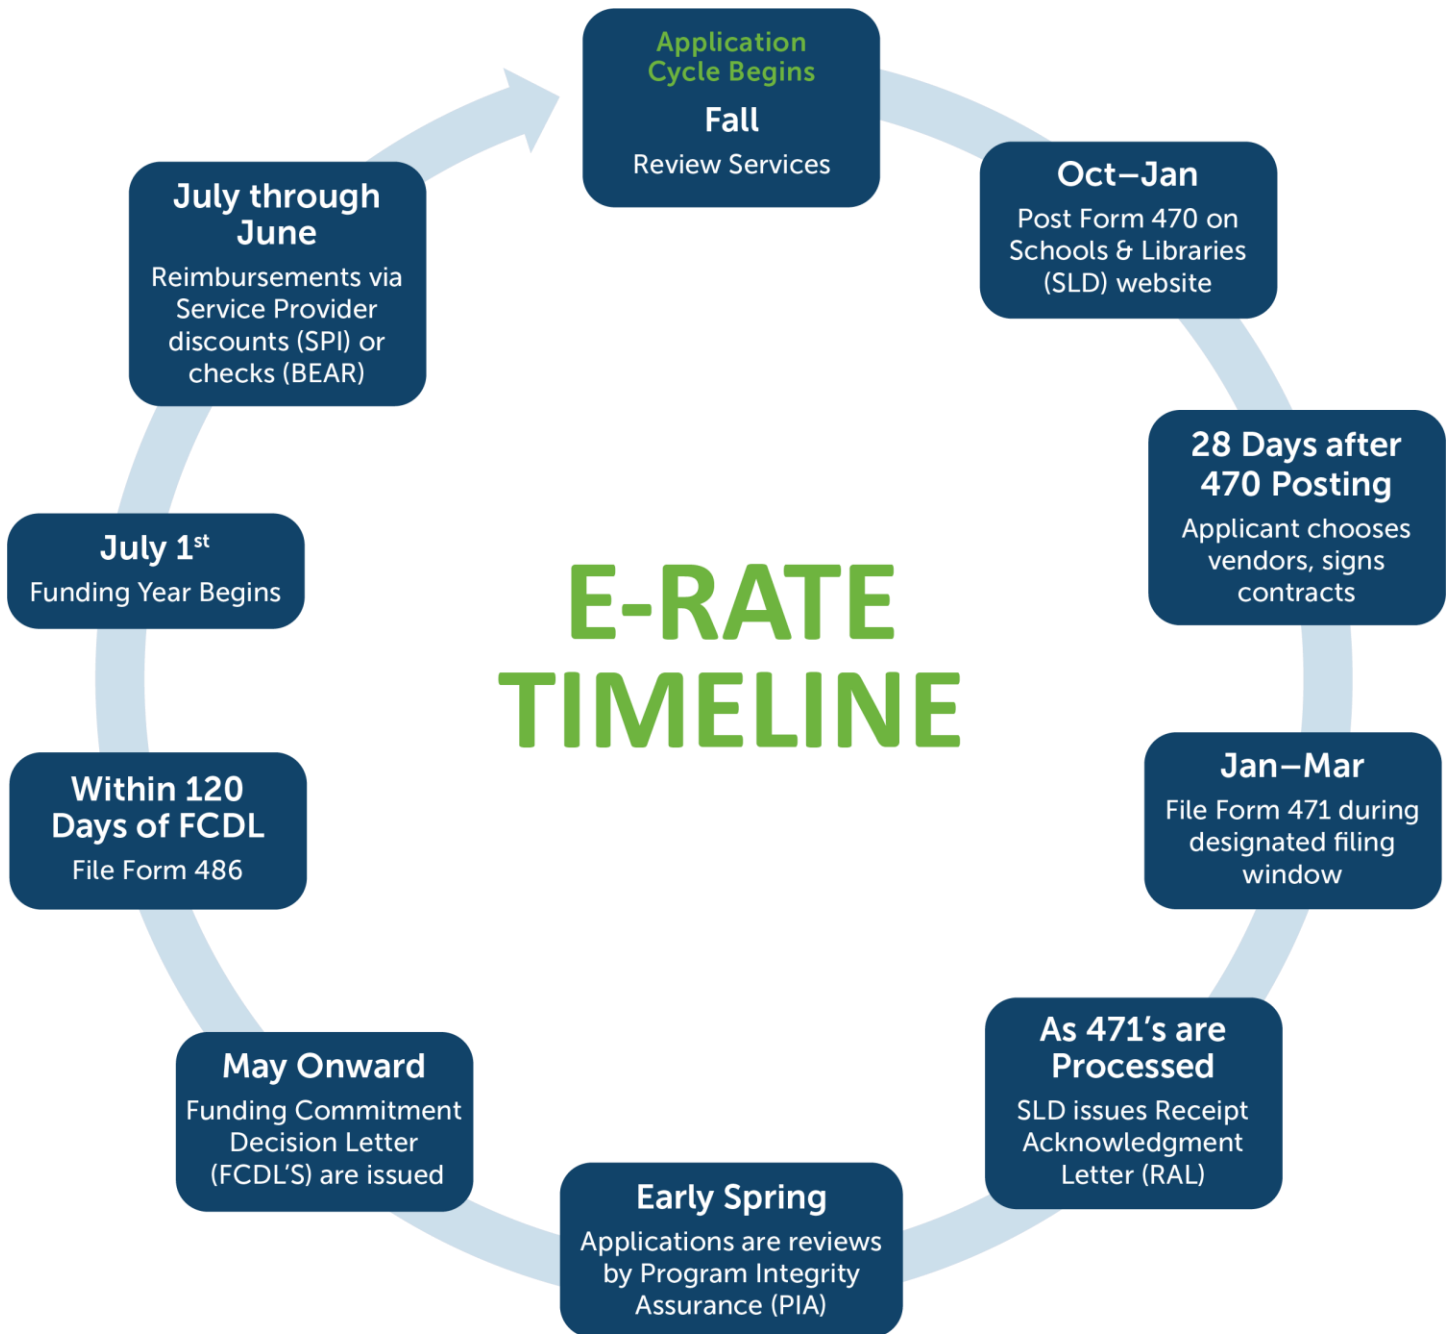 Application
Cycle Begins
Fall
Review Services
Oct–Jan
Post Form 470 on
Schools & Libraries
(SLD) website
28 Days after
470 Posting
Applicant chooses
vendors, signs
contracts
Jan–Mar
File Form 471 during
designated filing
window
As 471's are
Processed
SLD issues Receipt
Acknowledgment
Letter (RAL)
Early Spring
Applications are reviews
by Program Integrity
Assurance (PIA)
May Onward
Funding Commitment
Decision Letter
(FCDL'S) are issued
Within 120
Days of FCDL
File Form 486
July 1st
Funding Year Begins
July through
June
Reimbursements via
Service Provider
discounts (SPI) or
checks (BEAR)
E-RATE
TIMELINE